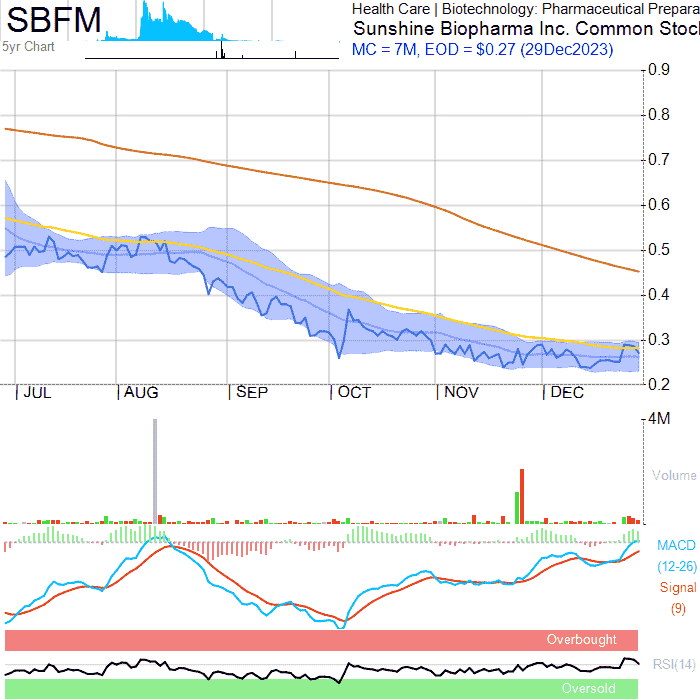 SBFM
5yr Chart
Health Care | Biotechnology: Pharmaceutical Prepara
Sunshine Biopharma Inc. Common Stoc
MC = 7M, EOD = $0.27 (29Dec2023)
0.9
0.8
0.7
0.6
0.5
0.4
0.3
0.2
JUL AUG SEP OCT NOV DEC
4M
Volume
MACD
(12-26)
Signal
(9)
Overbought
RSI(14)
Oversold